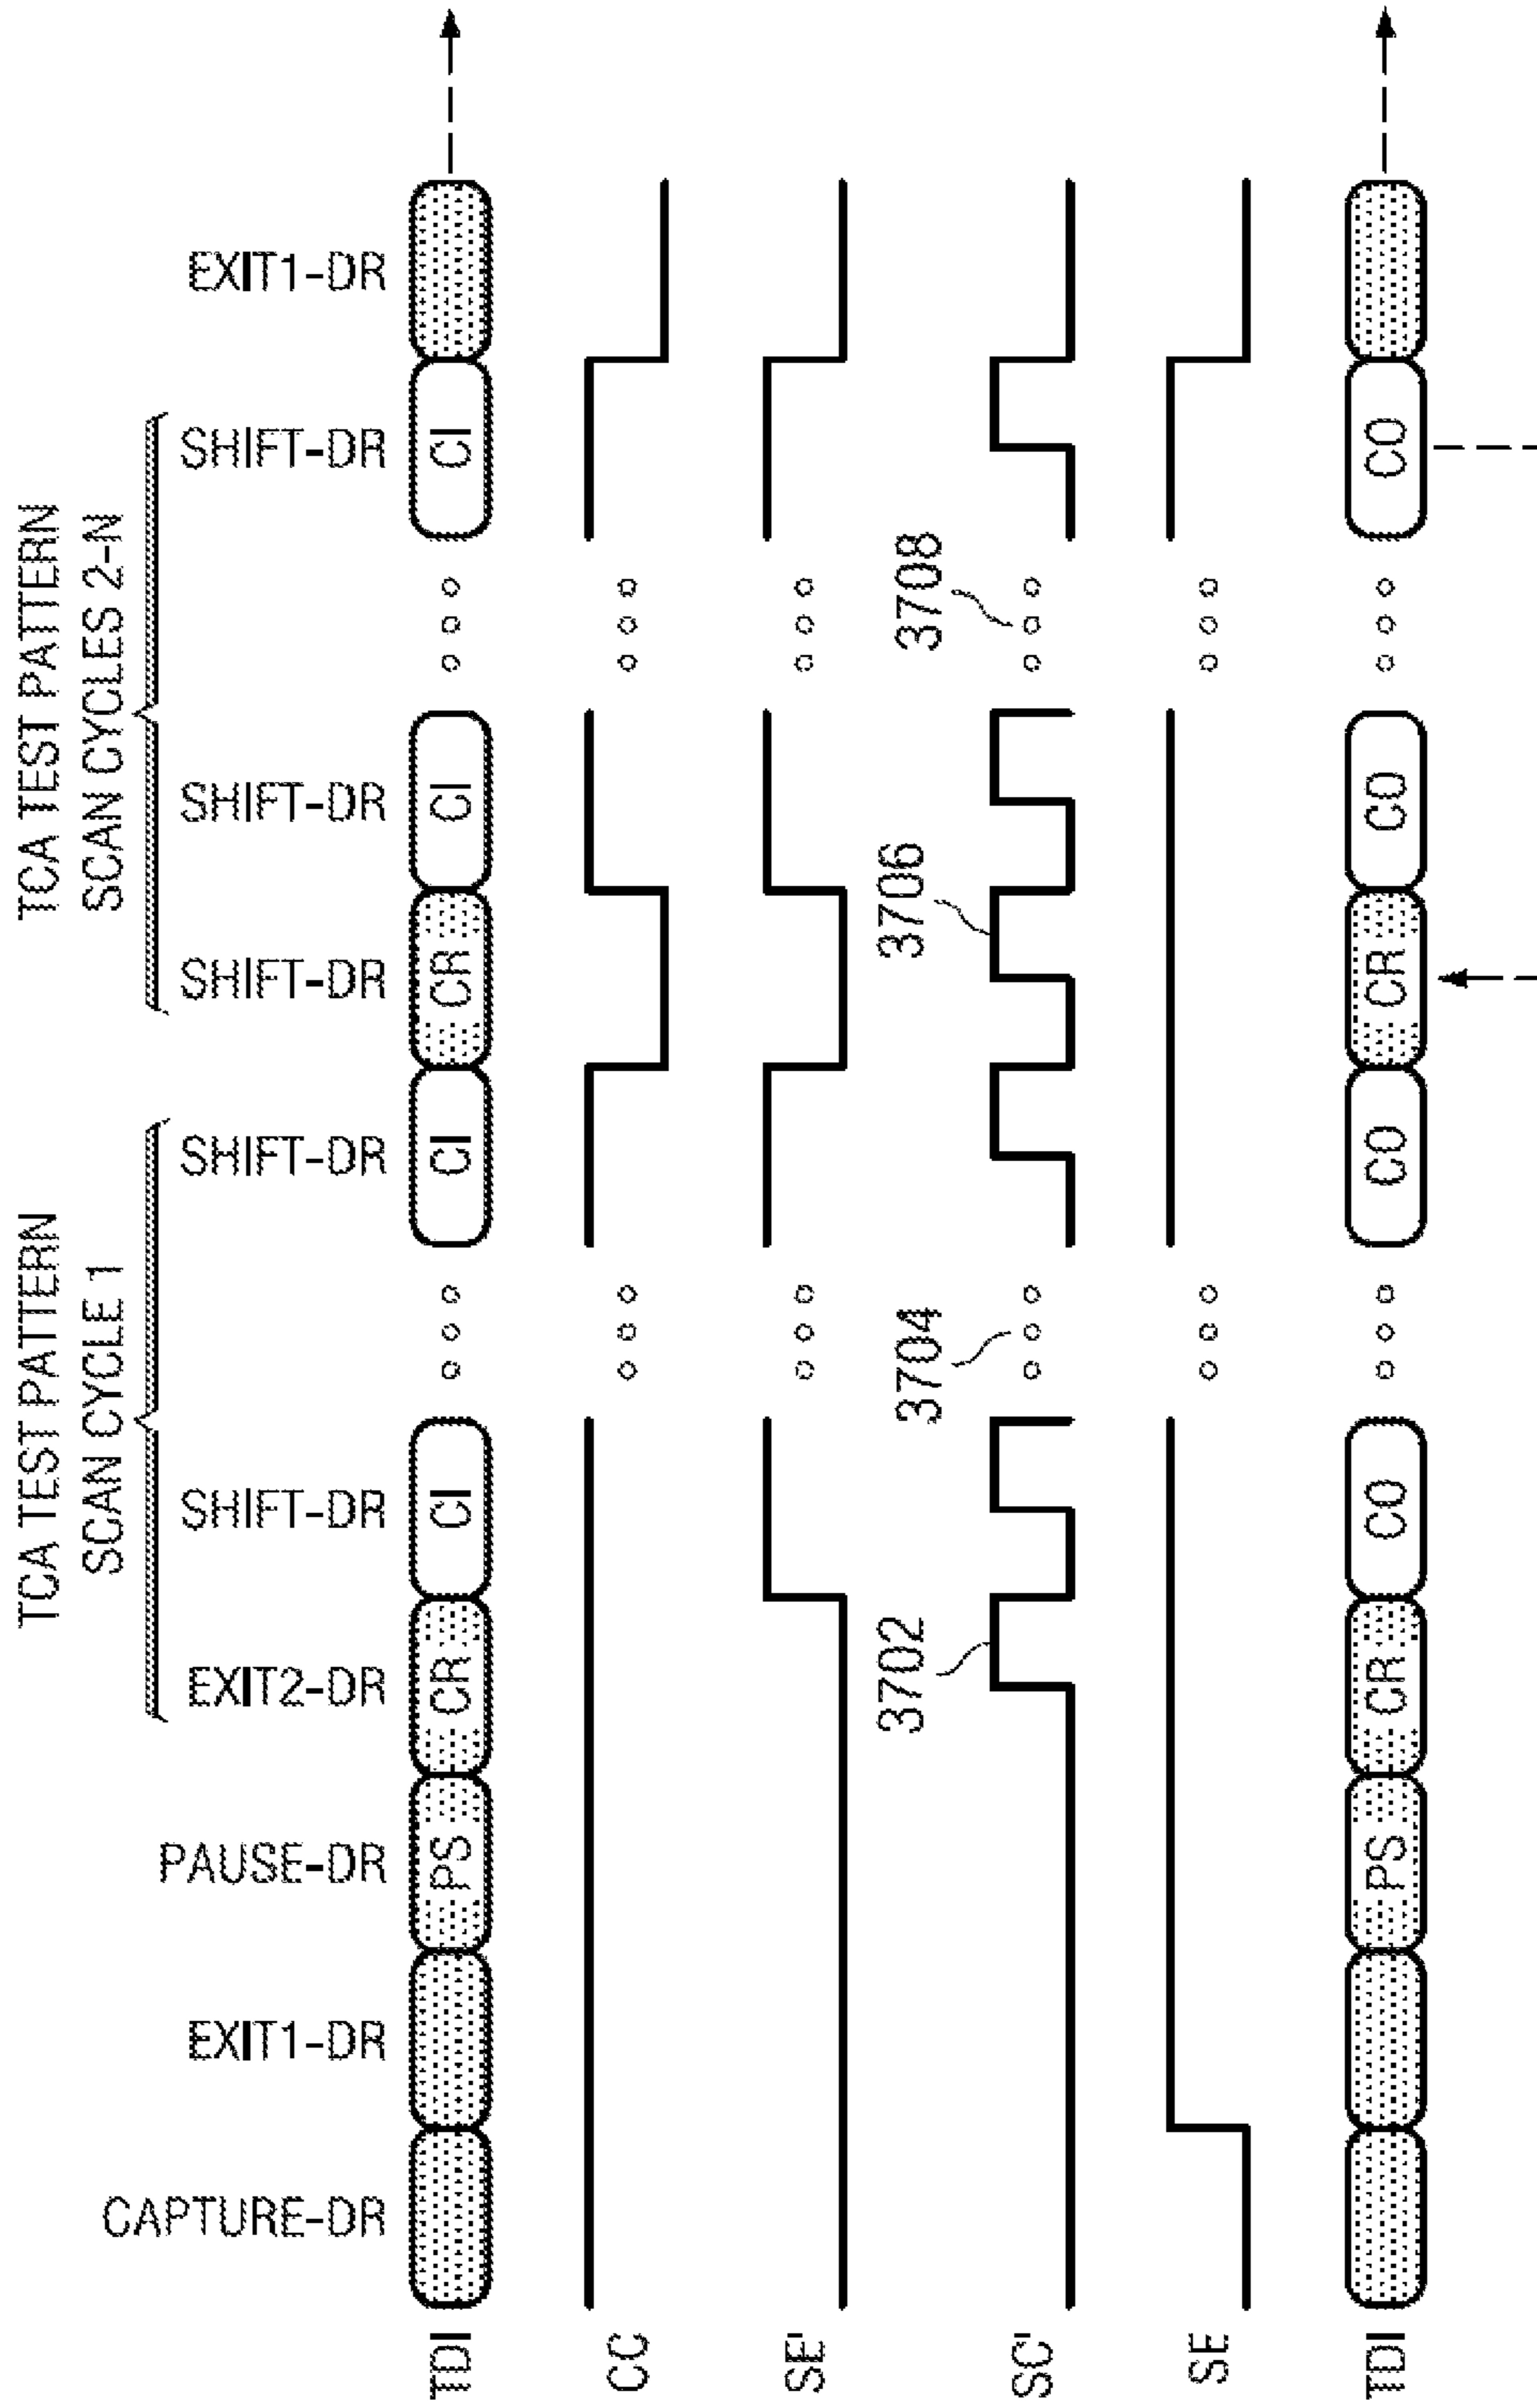 TCA TEST PATTERN
SCAN CYCLE 1
TCA TEST PATTERN
SCAN CYCLES 2-N
CAPTURE-DR EXIT1-DR PAUSE-DR EXIT2-DR SHIFT-DR SHIFT-DR SHIFT-DR SHIFT-DR SHIFT-DR EXIT1-DR
TDI PS CR CI CI CR CI CI
CC
SE'
3702 3704 3706 3708
SC'
SE
TDI PS CR CO CO CR CO CO